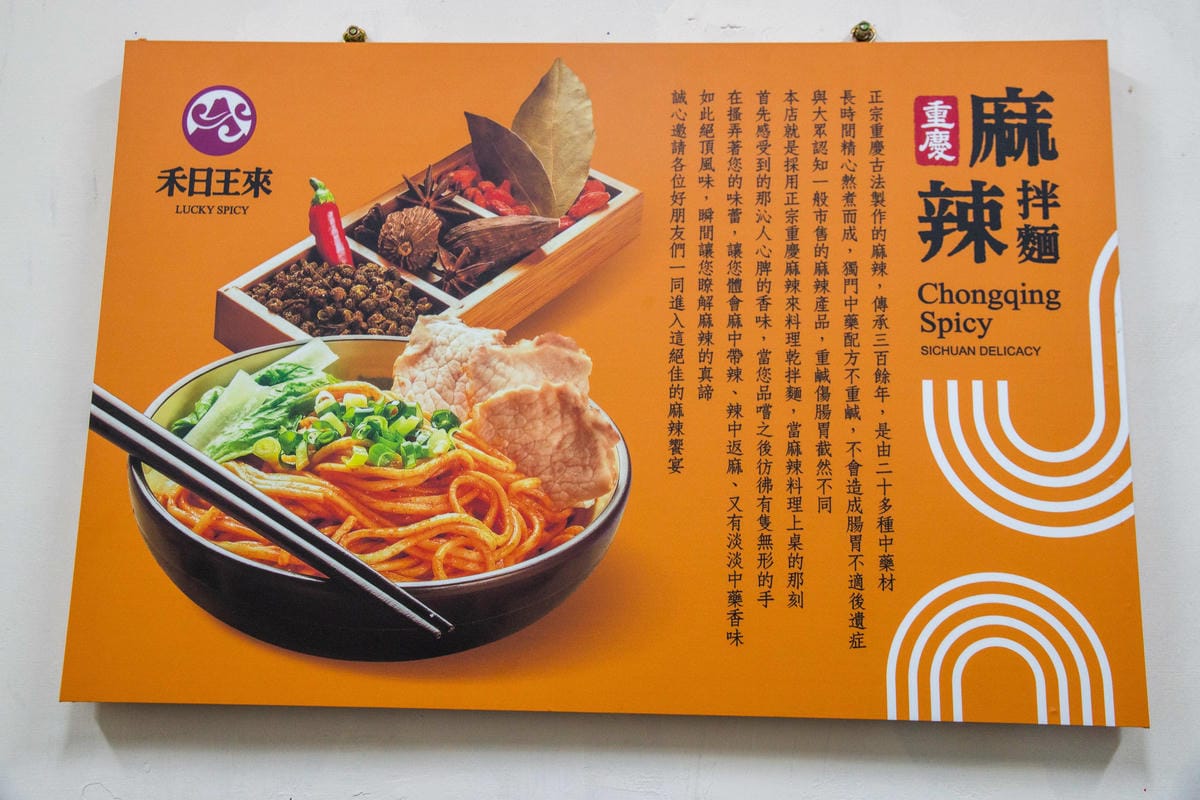 禾日王來
LUCKY SPICY
重慶
麻辣
拌麵
Chongqing
Spicy
SICHUAN DELICACY
正宗重慶古法製作的麻辣，傳承三百餘年，是由二十多種中藥材
長時間精心熬煮而成，獨門中藥配方不重鹹，不會造成腸胃不適後遺症
與大眾認知一般市售的麻辣產品，重鹹傷腸胃截然不同
本店就是採用正宗重慶麻辣來料理乾拌麵，當麻辣料理上桌的那刻
首先感受到的那沁人心脾的香味，當您品嚐之後彷彿有隻無形的手
在搔弄著您的味蕾，讓您體會麻中帶辣、辣中返麻、又有淡淡中藥香味
如此絕頂風味，瞬間讓您瞭解麻辣的真諦
誠心邀請各位好朋友們一同進入這絕佳的麻辣饗宴